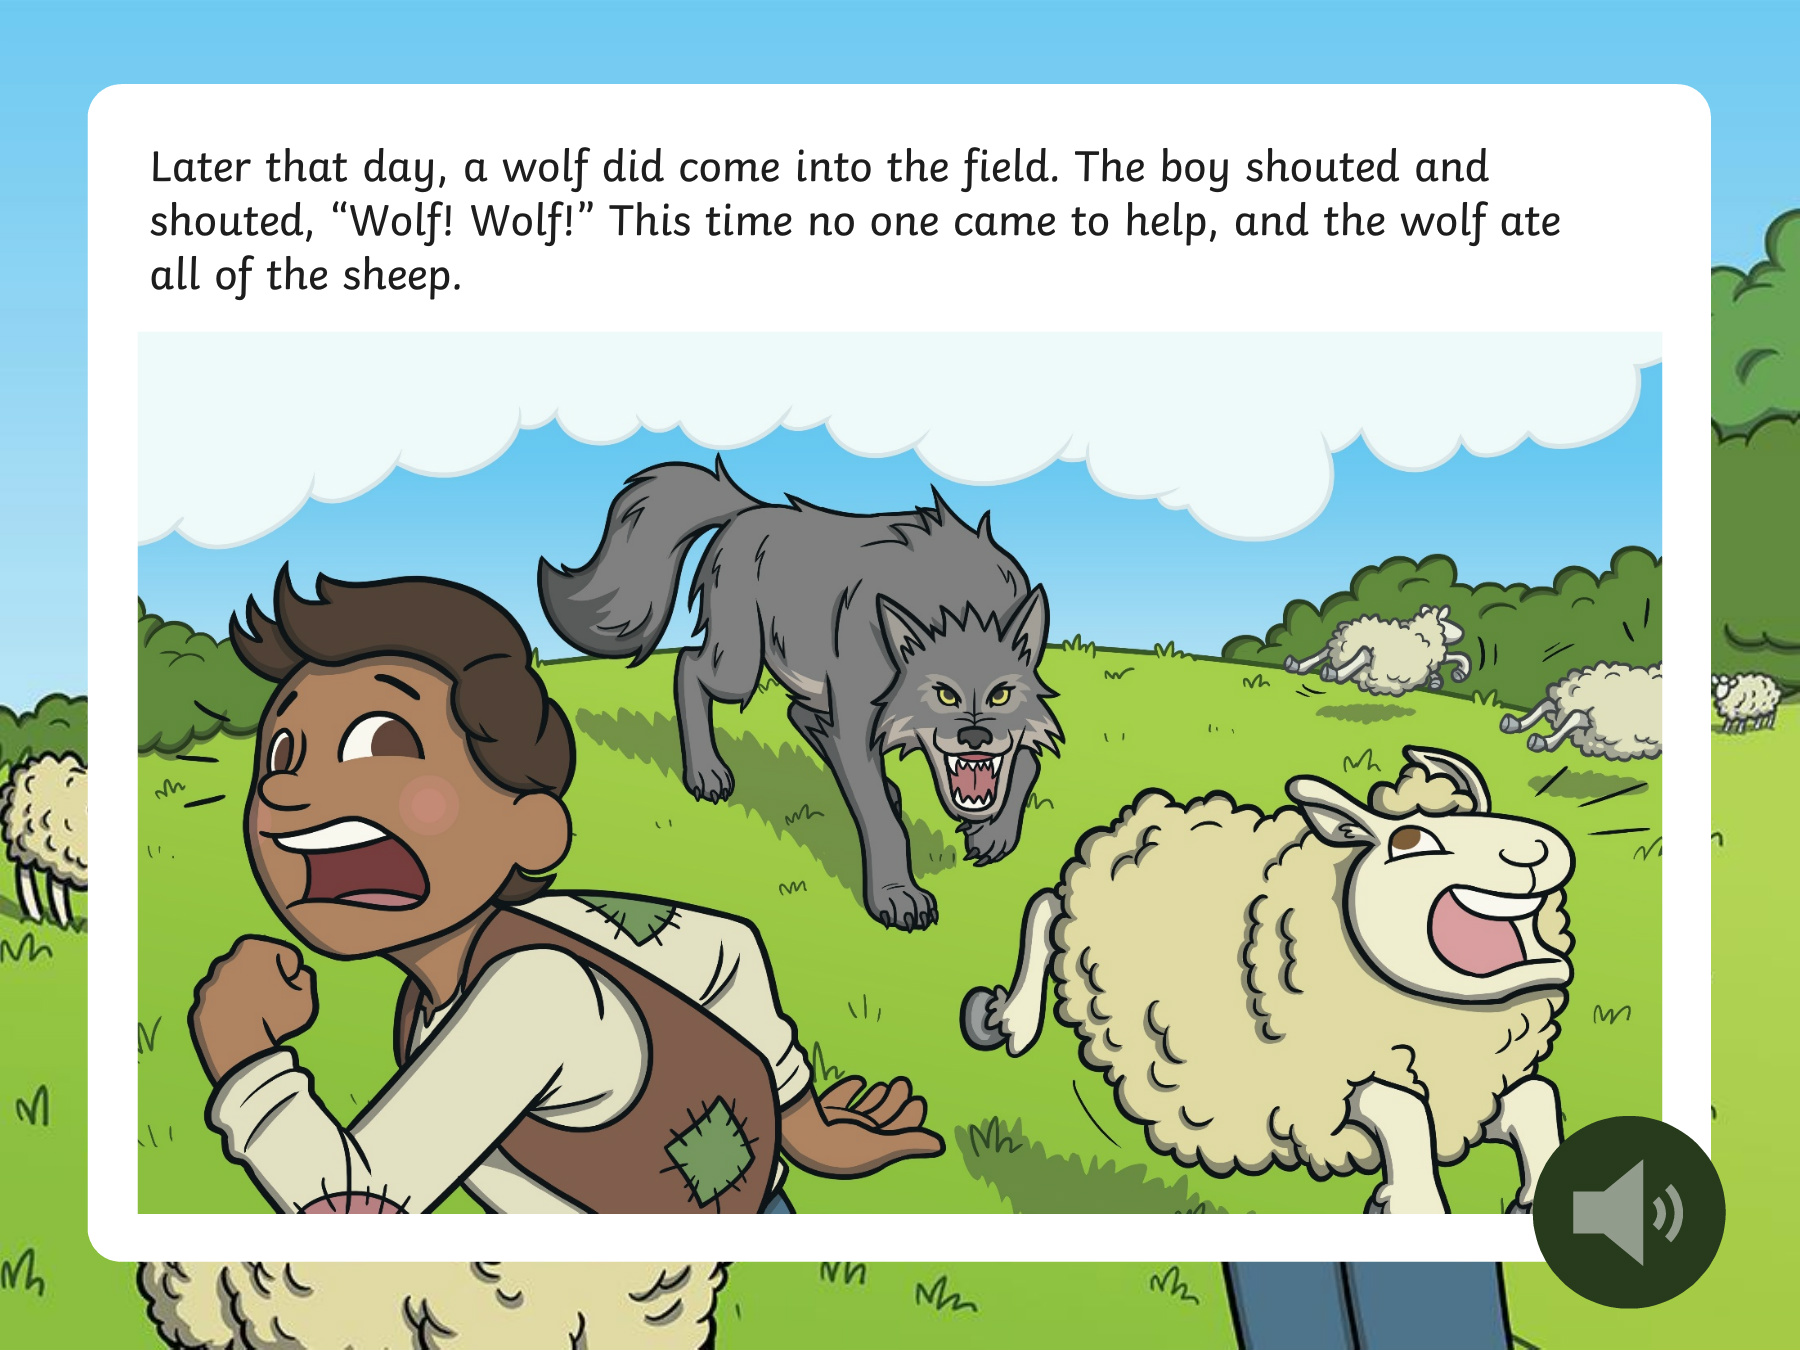 Later that day, a wolf did come into the field. The boy shouted and
shouted, “Wolf! Wolf!” This time no one came to help, and the wolf ate
all of the sheep.